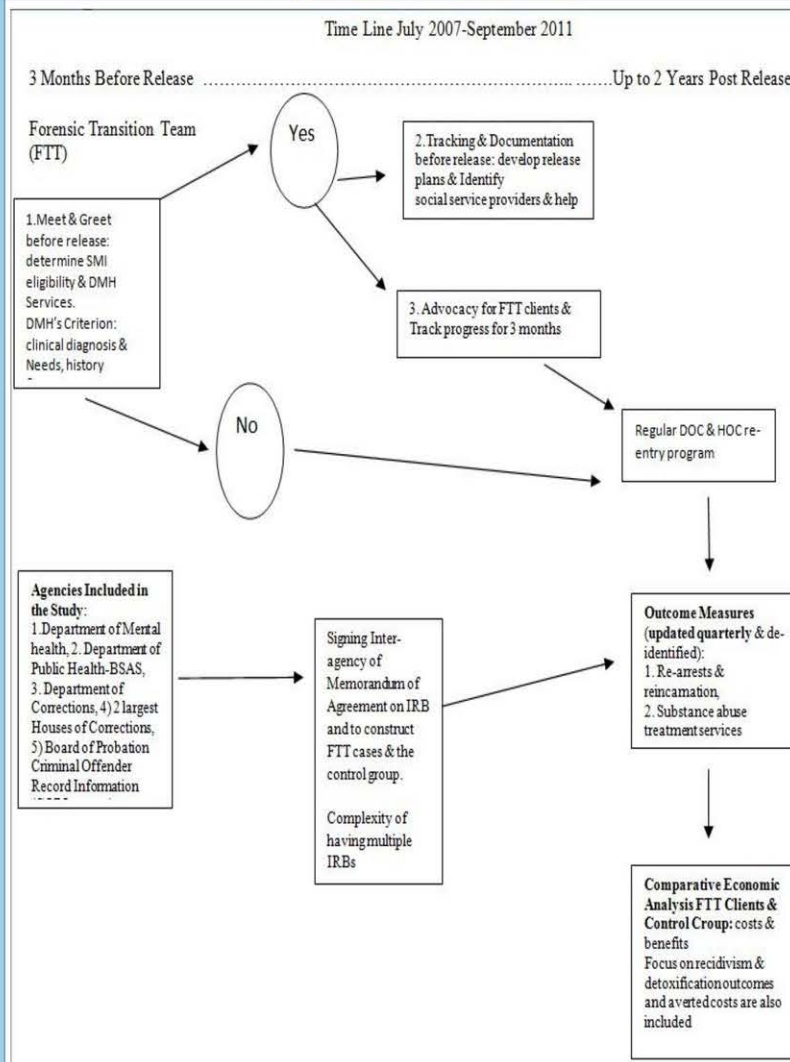 Time Line July 2007-September 2011
3 Months Before Release ................................................................................Up to 2 Years Post Release
Forensic Transition Team
(FTT)
Yes
2.Tracking & Documentation
before release: develop release
plans & Identify
social service providers & help
1.Meet & Greet
before release:
determine SMI
eligibility & DMH
Services.
DMH's Criterion:
clinical diagnosis &
Needs, history
3. Advocacy for FTT clients &
Track progress for 3 months
No
Regular DOC & HOC re-
entry program
Agencies Included in
the Study:
1.Department of Mental
health, 2. Department of
Public Health-BSAS,
3. Department of
Corrections, 4) 2 largest
Houses of Corrections,
5) Board of Probation
Criminal Offender
Record Information
Signing Inter-
agency of
Memorandum of
Agreement on IRB
and to construct
FTT cases & the
control group.
Complexity of
having multiple
IRBs
Outcome Measures
(updated quarterly & de-
identified):
1. Re-arrests &
reincarnation,
2. Substance abuse
treatment services
Comparative Economic
Analysis FTT Clients &
Control Group: costs &
benefits
Focus on recidivism &
detoxification outcomes
and averted costs are also
included